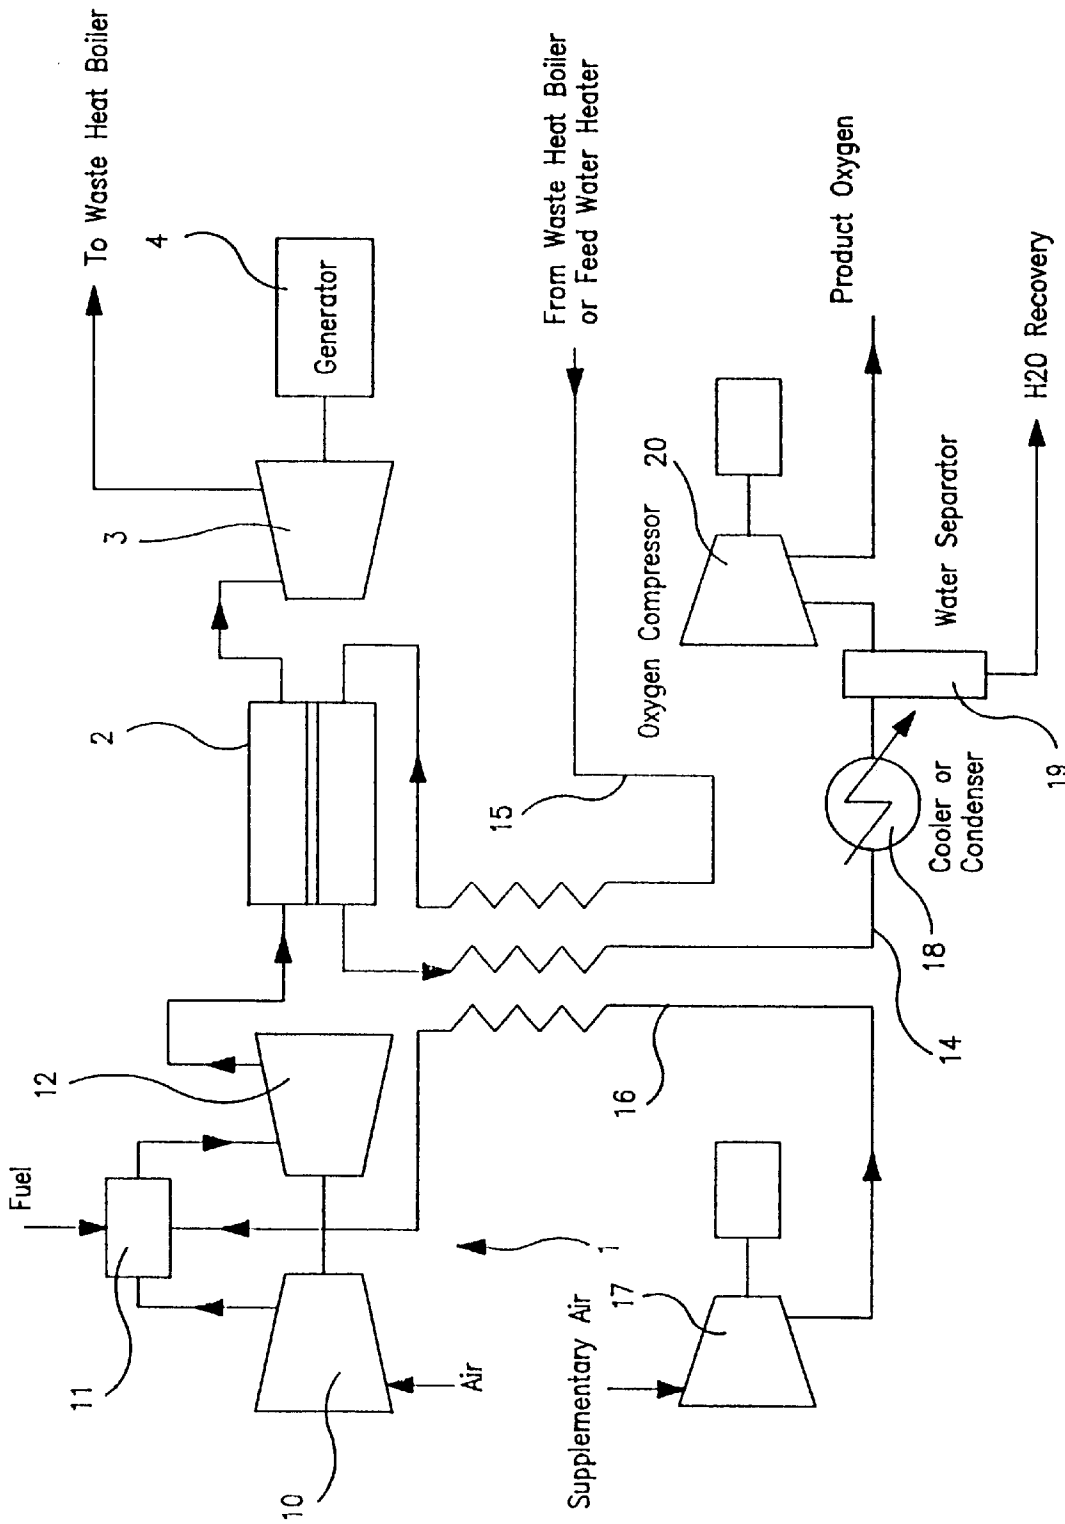 To Waste Heat Boiler
4
Generator
3
2
12
Fuel
11
10
Air
1
From Waste Heat Boiler
or Feed Water Heater
15
16
Supplementary Air
17
Oxygen Compressor
20
Product Oxygen
Water Separator
H2O Recovery
19
Cooler or
Condenser
18
14